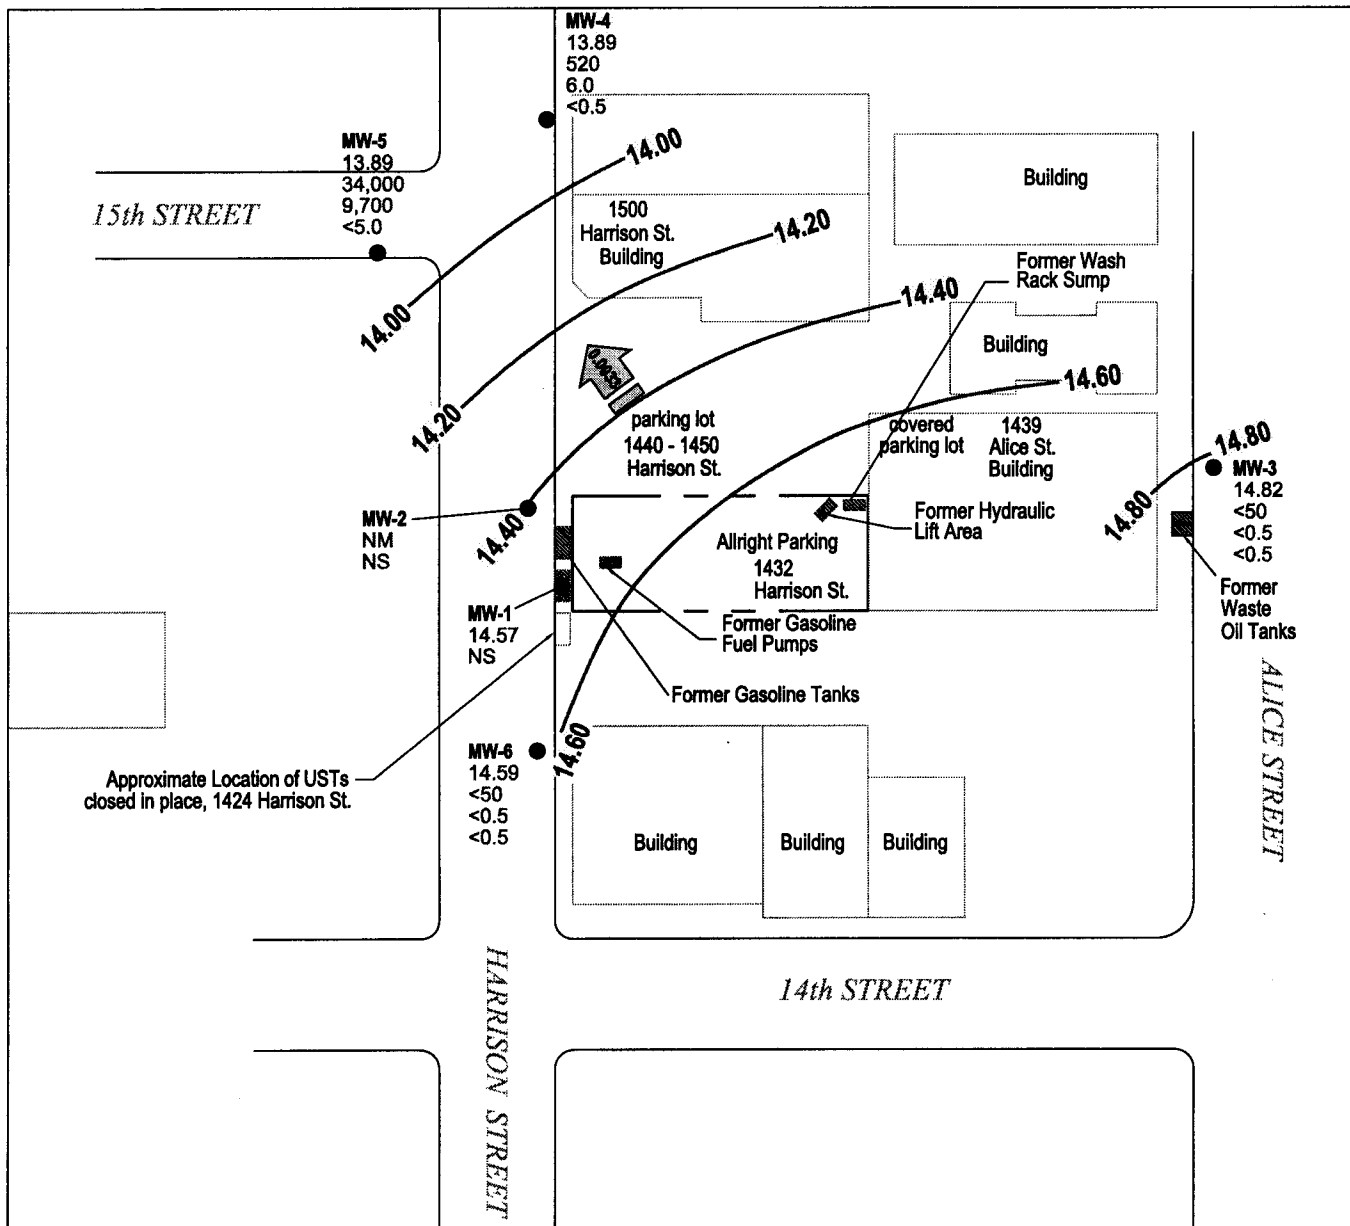 MW-4
13.89
520
6.0
<0.5
MW-5
13.89
34,000
9,700
<5.0
15th STREET
14.00
14.00
1500
Harrison St.
Building
Building
14.20
14.20
Former Wash
Rack Sump
14.40
14.40
Building
14.60
14.60
parking lot
1440 - 1450
Harrison St.
covered
parking lot
1439
Alice St.
Building
14.80
14.80
MW-3
14.82
<50
<0.5
<0.5
MW-2
NM
NS
Former Hydraulic
Lift Area
Allright Parking
1432
Harrison St.
Former
Waste
Oil Tanks
MW-1
14.57
NS
Former Gasoline
Fuel Pumps
Former Gasoline Tanks
ALICE STREET
Approximate Location of USTs
closed in place, 1424 Harrison St.
MW-6
14.59
<50
<0.5
<0.5
Building
Building
Building
14th STREET
HARRISON STREET